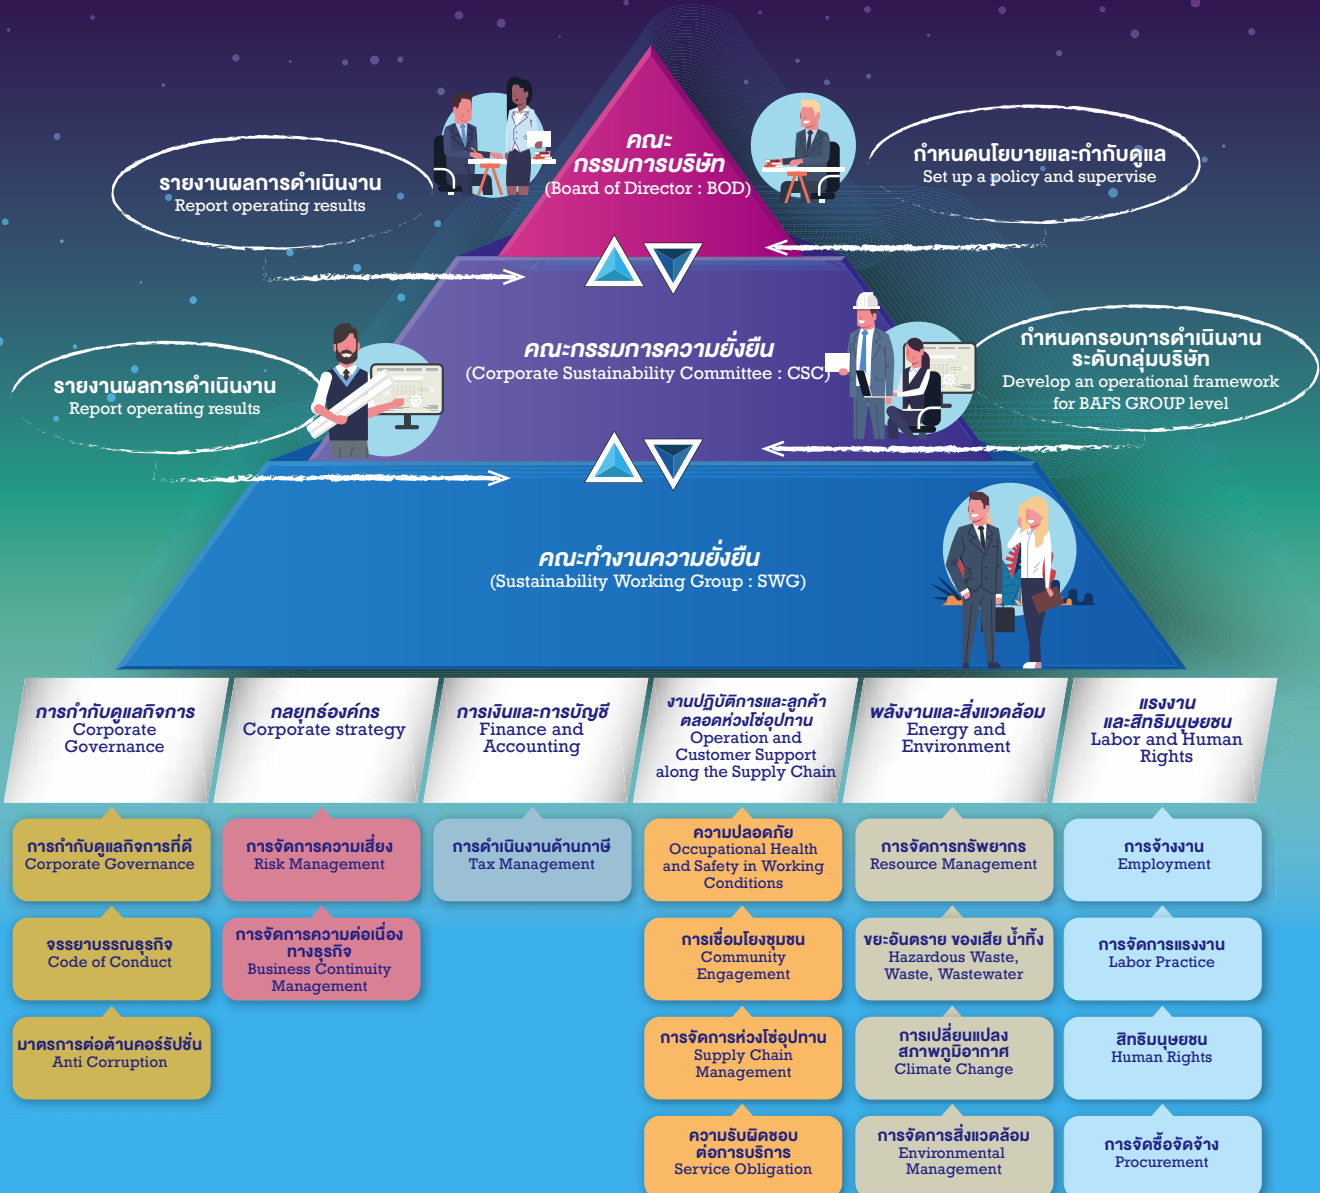 คณะ
กรรมการบริษัท
(Board of Director : BOD)
รายงานผลการดำเนินงาน
Report operating results
กำหนดนโยบายและกำกับดูแล
Set up a policy and supervise
คณะกรรมการความยั่งยืน
(Corporate Sustainability Committee : CSC)
รายงานผลการดำเนินงาน
Report operating results
กำหนดกรอบการดำเนินงาน
ระดับกลุ่มบริษัท
Develop an operational framework
for BAFS GROUP level
คณะทำงานความยั่งยืน
(Sustainability Working Group : SWG)
การกำกับดูแลกิจการ
Corporate
Governance
กลยุทธ์องค์กร
Corporate strategy
การเงินและการบัญชี
Finance and
Accounting
งานปฏิบัติการและลูกค้า
ตลอดห่วงโซ่อุปทาน
Operation and
Customer Support
along the Supply Chain
พลังงานและสิ่งแวดล้อม
Energy and
Environment
แรงงาน
และสิทธิมนุษยชน
Labor and Human
Rights
การกำกับดูแลกิจการที่ดี
Corporate Governance
จรรยาบรรณธุรกิจ
Code of Conduct
มาตรการต่อต้านคอร์รัปชั่น
Anti Corruption
การจัดการความเสี่ยง
Risk Management
การจัดการความต่อเนื่อง
ทางธุรกิจ
Business Continuity
Management
การดำเนินงานด้านภาษี
Tax Management
ความปลอดภัย
Occupational Health
and Safety in Working
Conditions
การเชื่อมโยงชุมชน
Community
Engagement
การจัดการห่วงโซ่อุปทาน
Supply Chain
Management
ความรับผิดชอบ
ต่อการบริการ
Service Obligation
การจัดการทรัพยากร
Resource Management
ขยะอันตราย ของเสีย น้ำทิ้ง
Hazardous Waste,
Waste, Wastewater
การเปลี่ยนแปลง
สภาพภูมิอากาศ
Climate Change
การจัดการสิ่งแวดล้อม
Environmental
Management
การจ้างงาน
Employment
การจัดการแรงงาน
Labor Practice
สิทธิมนุษยชน
Human Rights
การจัดซื้อจัดจ้าง
Procurement